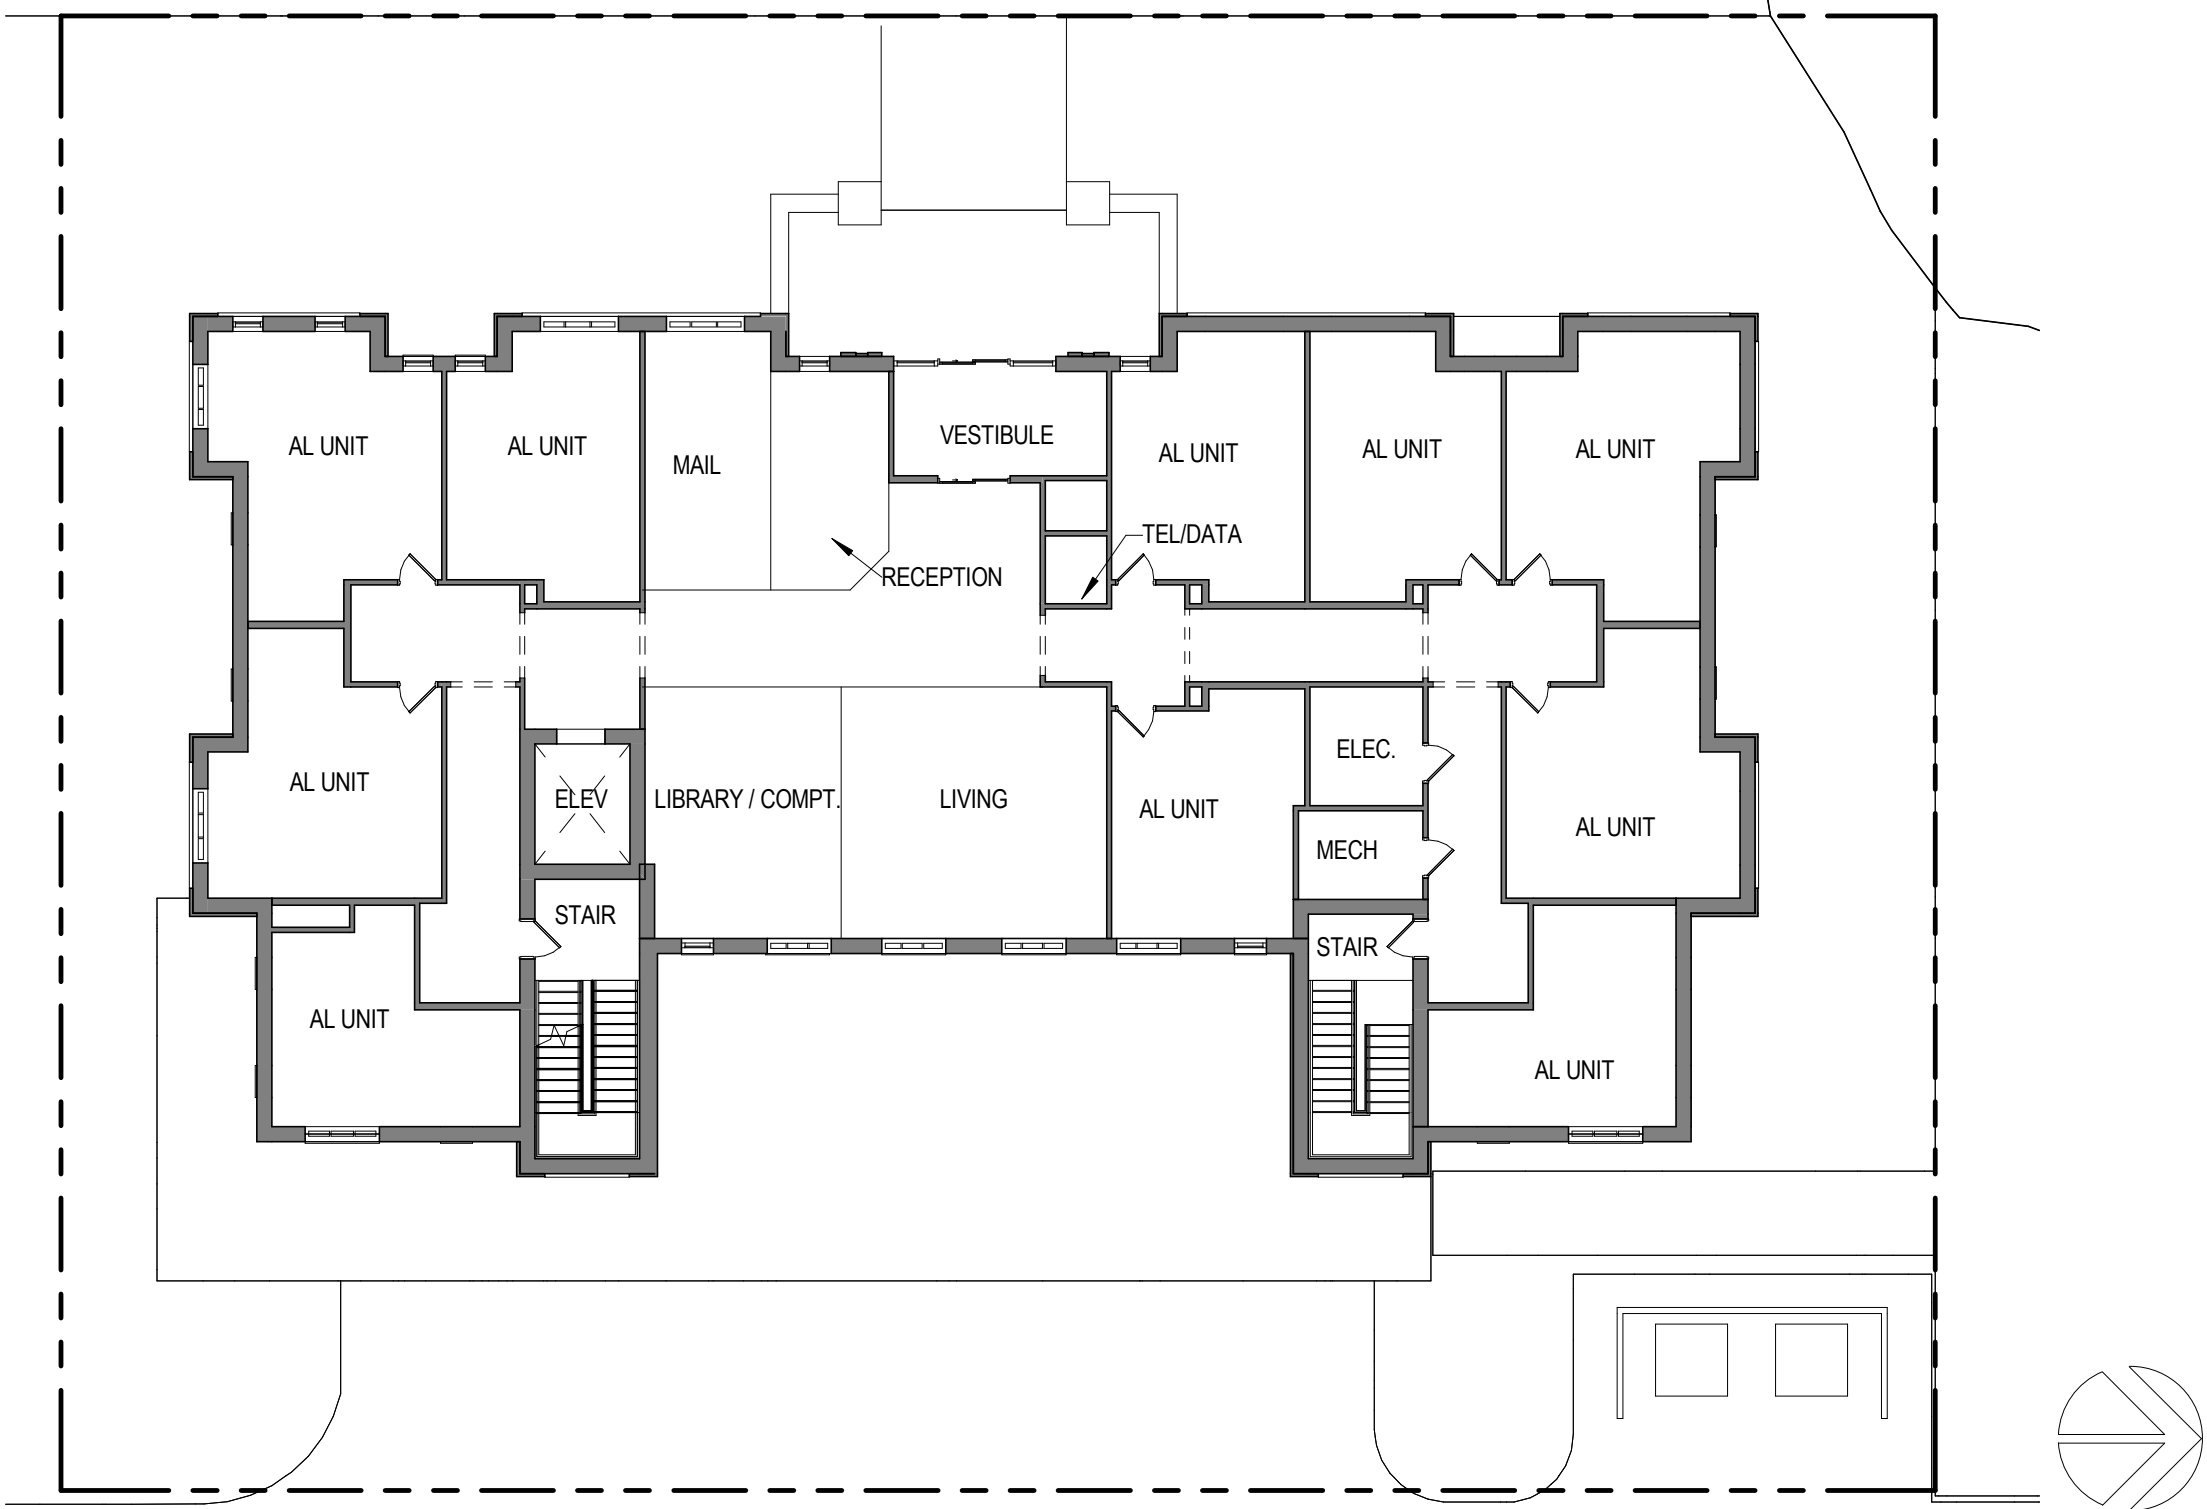 AL UNIT
AL UNIT
MAIL
VESTIBULE
AL UNIT
AL UNIT
AL UNIT
TEL/DATA
RECEPTION
AL UNIT
ELEV
LIBRARY / COMPT.
LIVING
AL UNIT
ELEC.
MECH
AL UNIT
STAIR
STAIR
AL UNIT
AL UNIT